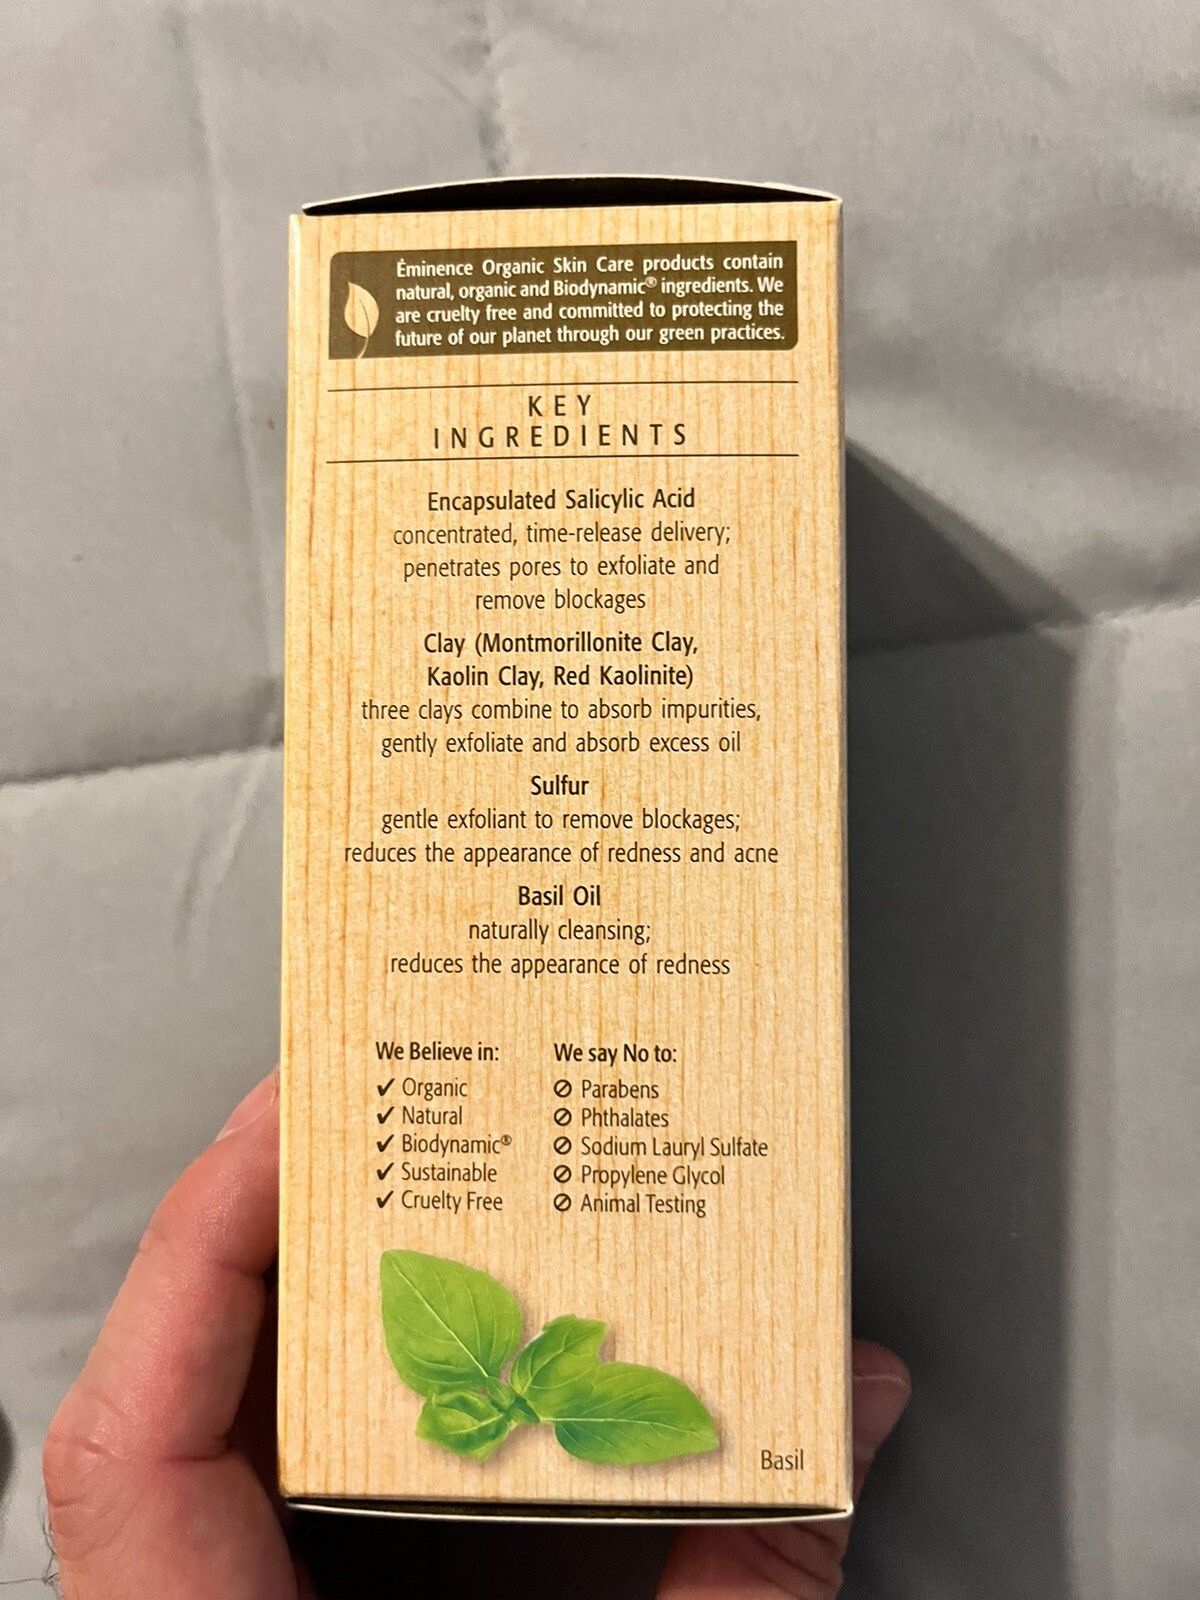 Éminence Organic Skin Care products contain
natural, organic and Biodynamic® ingredients. We
are cruelty free and committed to protecting the
future of our planet through our green practices.
KEY
INGREDIENTS
Encapsulated Salicylic Acid
concentrated, time-release delivery;
penetrates pores to exfoliate and
remove blockages
Clay (Montmorillonite Clay,
Kaolin Clay, Red Kaolinite)
three clays combine to absorb impurities,
gently exfoliate and absorb excess oil
Sulfur
gentle exfoliant to remove blockages;
reduces the appearance of redness and acne
Basil Oil
naturally cleansing;
reduces the appearance of redness
We Believe in:
✔ Organic
✔ Natural
✔ Biodynamic®
✔ Sustainable
✔ Cruelty Free
We say No to:
⊘ Parabens
⊘ Phthalates
⊘ Sodium Lauryl Sulfate
⊘ Propylene Glycol
⊘ Animal Testing
Basil